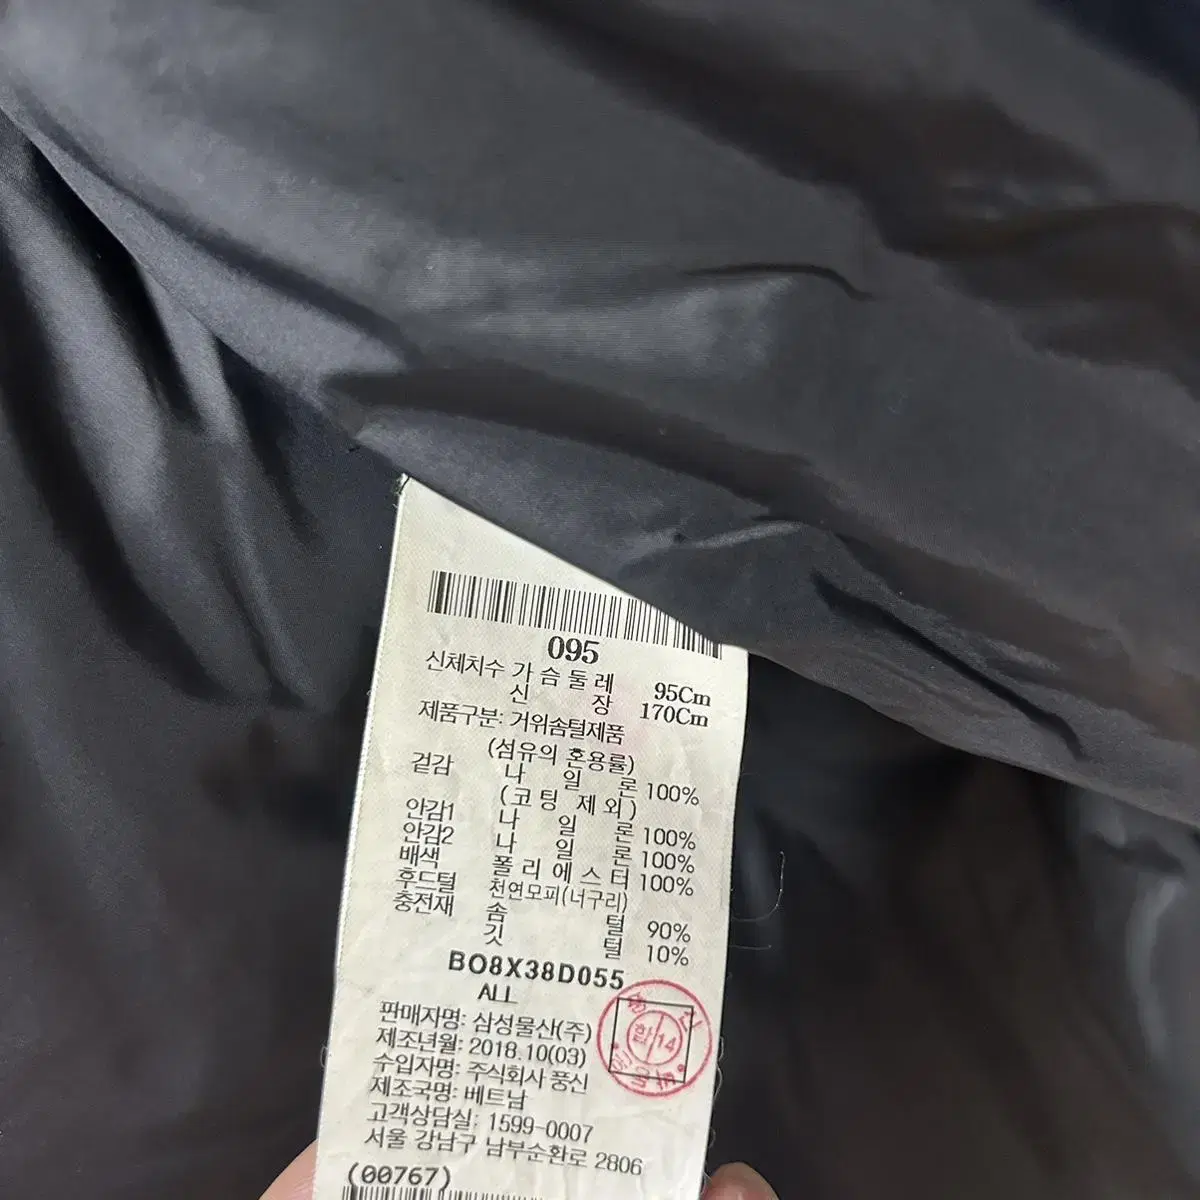 095
신체치수 가슴둘레 95Cm
신장 170Cm
제품구분: 거위솜털제품
(섬유의 혼용률)
겉감 나일론 100%
(코팅 제외)
안감1 나일론 100%
안감2 나일론 100%
배색 폴리에스터 100%
후드털 천연모피(너구리)
충전재 솜털 90%
깃털 10%
BO8X38D055
ALL
판매자명: 삼성물산(주)
제조년월: 2018.10(03)
수입자명: 주식회사 풍신
제조국명: 베트남
고객상담실: 1599-0007
서울 강남구 남부순환로 2806
(00767)
합 14